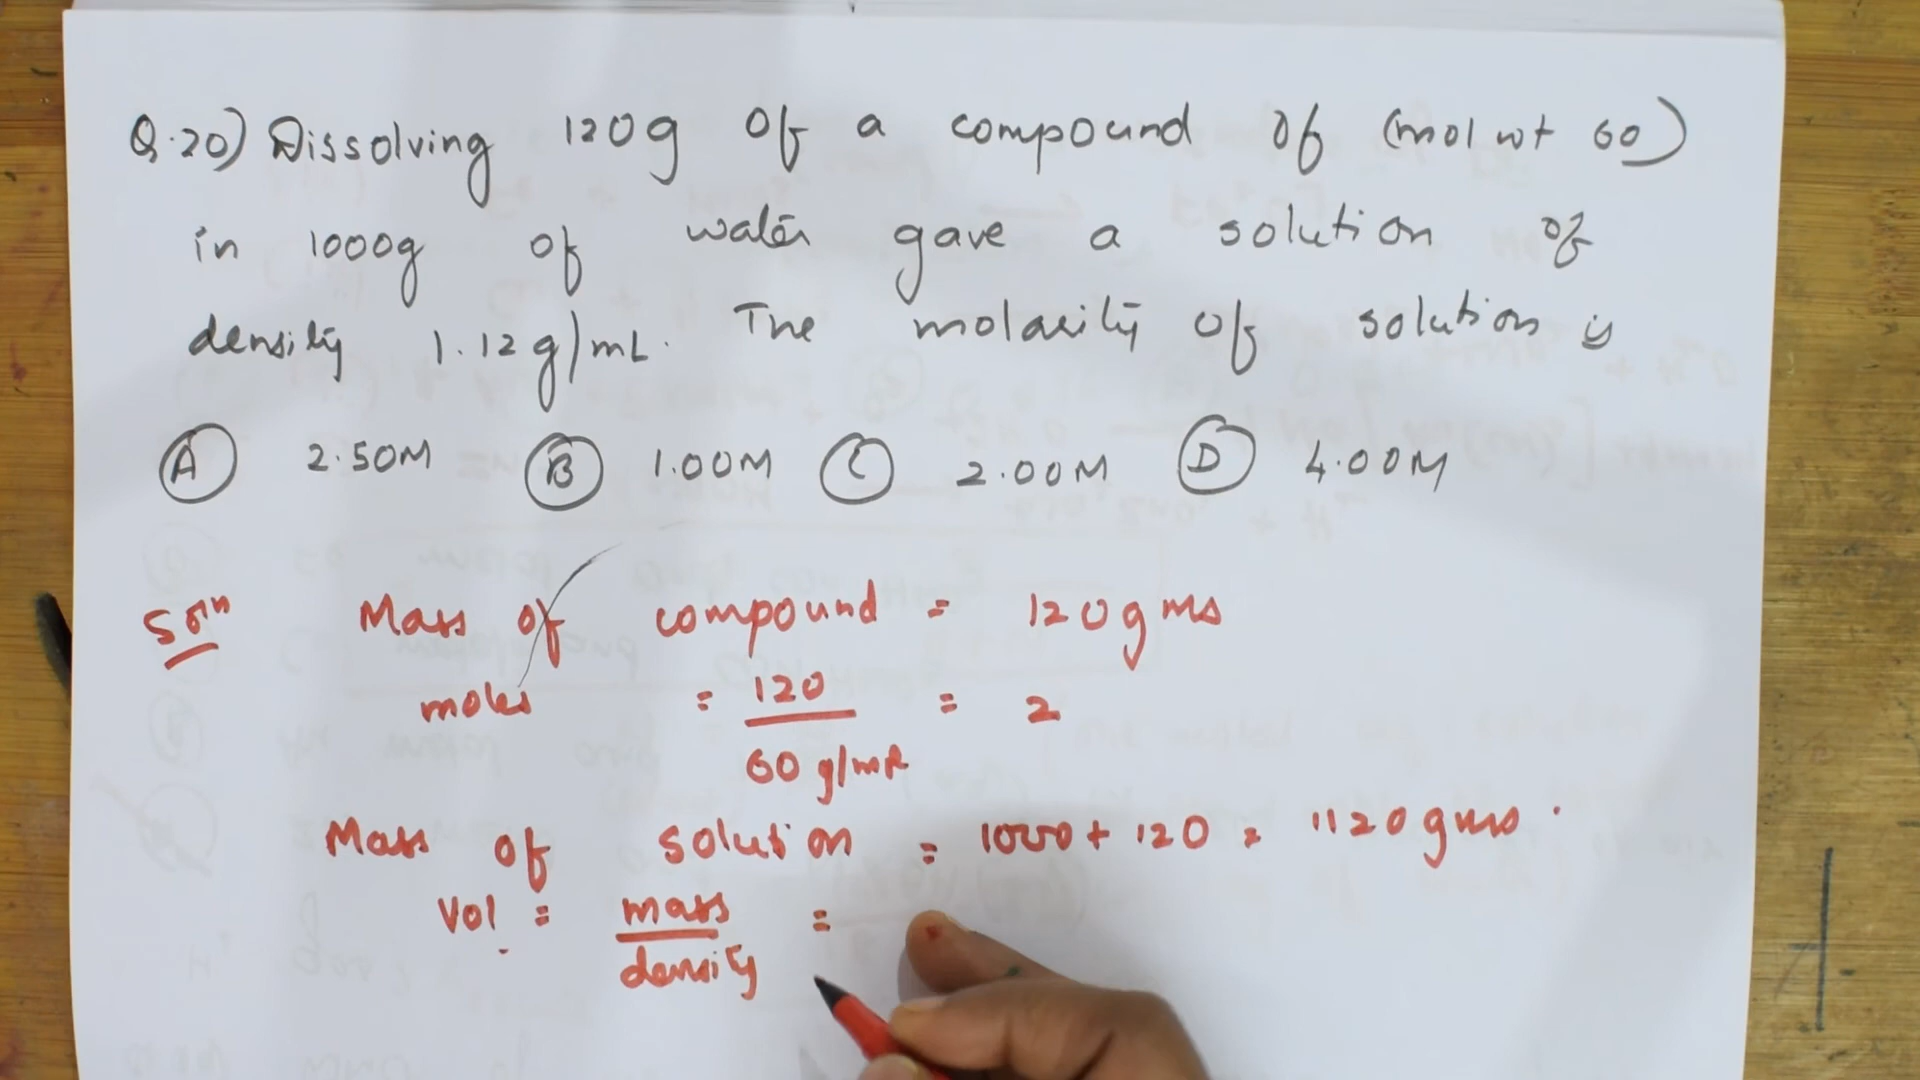 Q.20) Dissolving 120g of a compound of (mol wt 60)
in 1000g of water gave a solution of
density 1.12g/mL. The molarity of solution is
(A) 2.50M (B) 1.00M (C) 2.00M (D) 4.00M
Soln Mass of compound = 120gms
moles = 120/60 g/mol = 2
Mass of solution = 1000 + 120 = 1120gms.
Vol = mass/density =